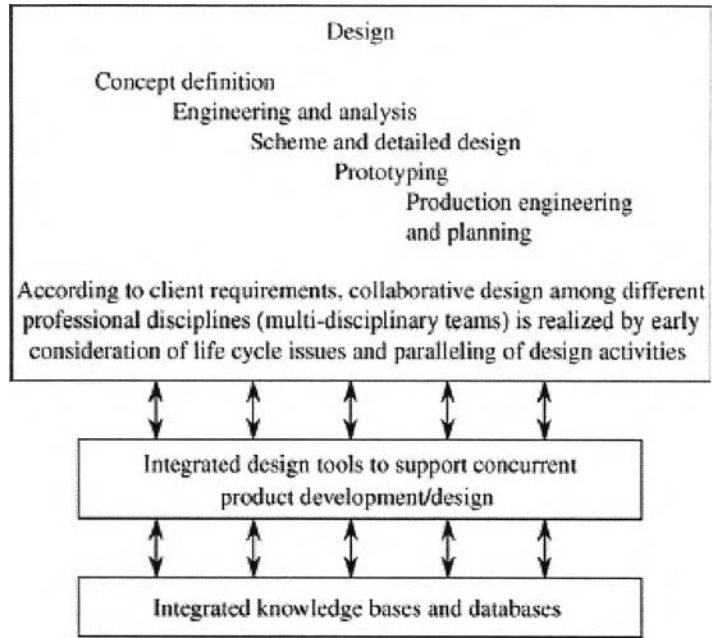 Design
Concept definition
Engineering and analysis
Scheme and detailed design
Prototyping
Production engineering
and planning
According to client requirements, collaborative design among different
professional disciplines (multi-disciplinary teams) is realized by early
consideration of life cycle issues and paralleling of design activities
Integrated design tools to support concurrent
product development/design
Integrated knowledge bases and databases